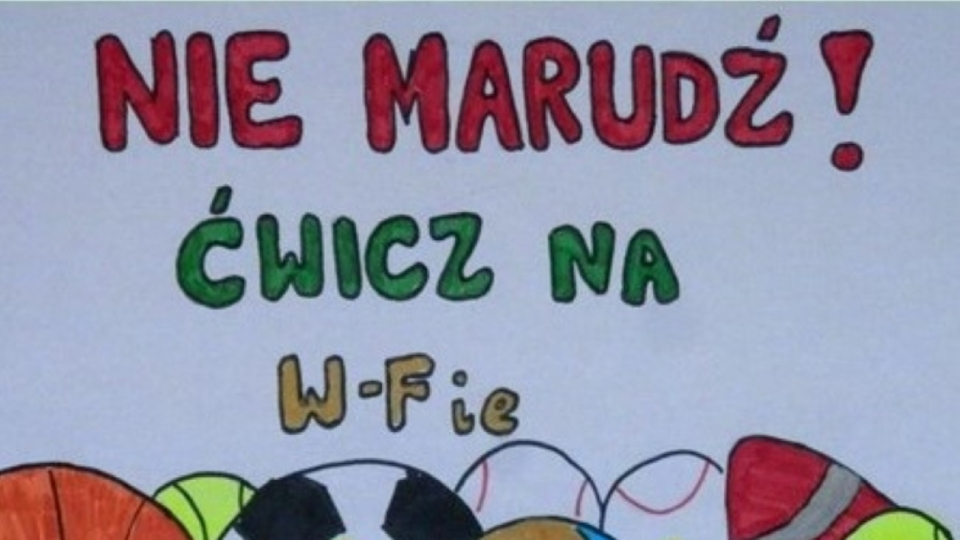 NIE MARUDŹ!
ĆWICZ NA
W-Fie